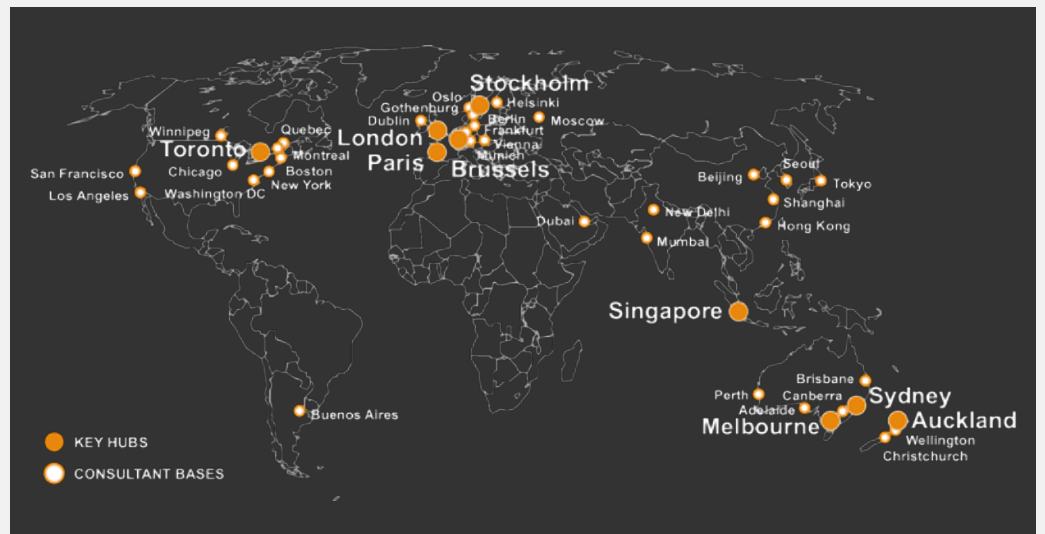 Stockholm
Oslo
Helsinki
Gothenburg
Dublin
Berlin
Moscow
London
Frankfurt
Viennai
Munich
Paris
Brussels
Winnipeg
Quebec
Toronto
Montreal
Chicago
Boston
San Francisco
New York
Los Angeles
Washington DC
Seoul
Beijing
Tokyo
Shanghai
New Delhi
Hong Kong
Dubai
Mumbai
Singapore
Brisbane
Perth
Canberra
Sydney
Adelaide
Melbourne
Auckland
Wellington
Christchurch
Buenos Aires
KEY HUBS
CONSULTANT BASES